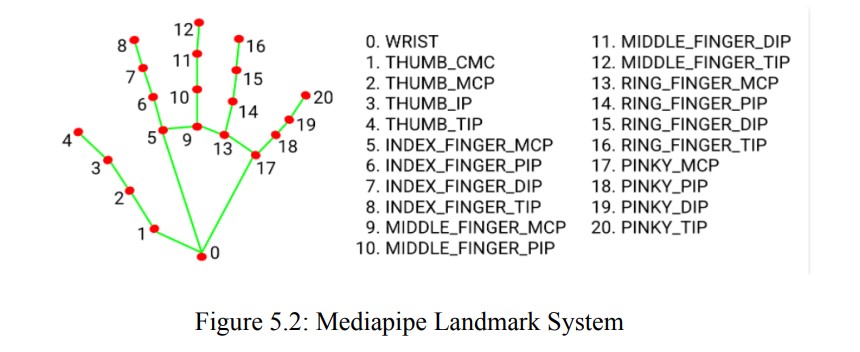 12
8
16
11
7
15
6
10
20
14
4
5
9
19
13
18
3
17
2
1
0
0. WRIST
1. THUMB_CMC
2. THUMB_MCP
3. THUMB_IP
4. THUMB_TIP
5. INDEX_FINGER_MCP
6. INDEX_FINGER_PIP
7. INDEX_FINGER_DIP
8. INDEX_FINGER_TIP
9. MIDDLE_FINGER_MCP
10. MIDDLE_FINGER_PIP
11. MIDDLE_FINGER_DIP
12. MIDDLE_FINGER_TIP
13. RING_FINGER_MCP
14. RING_FINGER_PIP
15. RING_FINGER_DIP
16. RING_FINGER_TIP
17. PINKY_MCP
18. PINKY_PIP
19. PINKY_DIP
20. PINKY_TIP
Figure 5.2: Mediapipe Landmark System